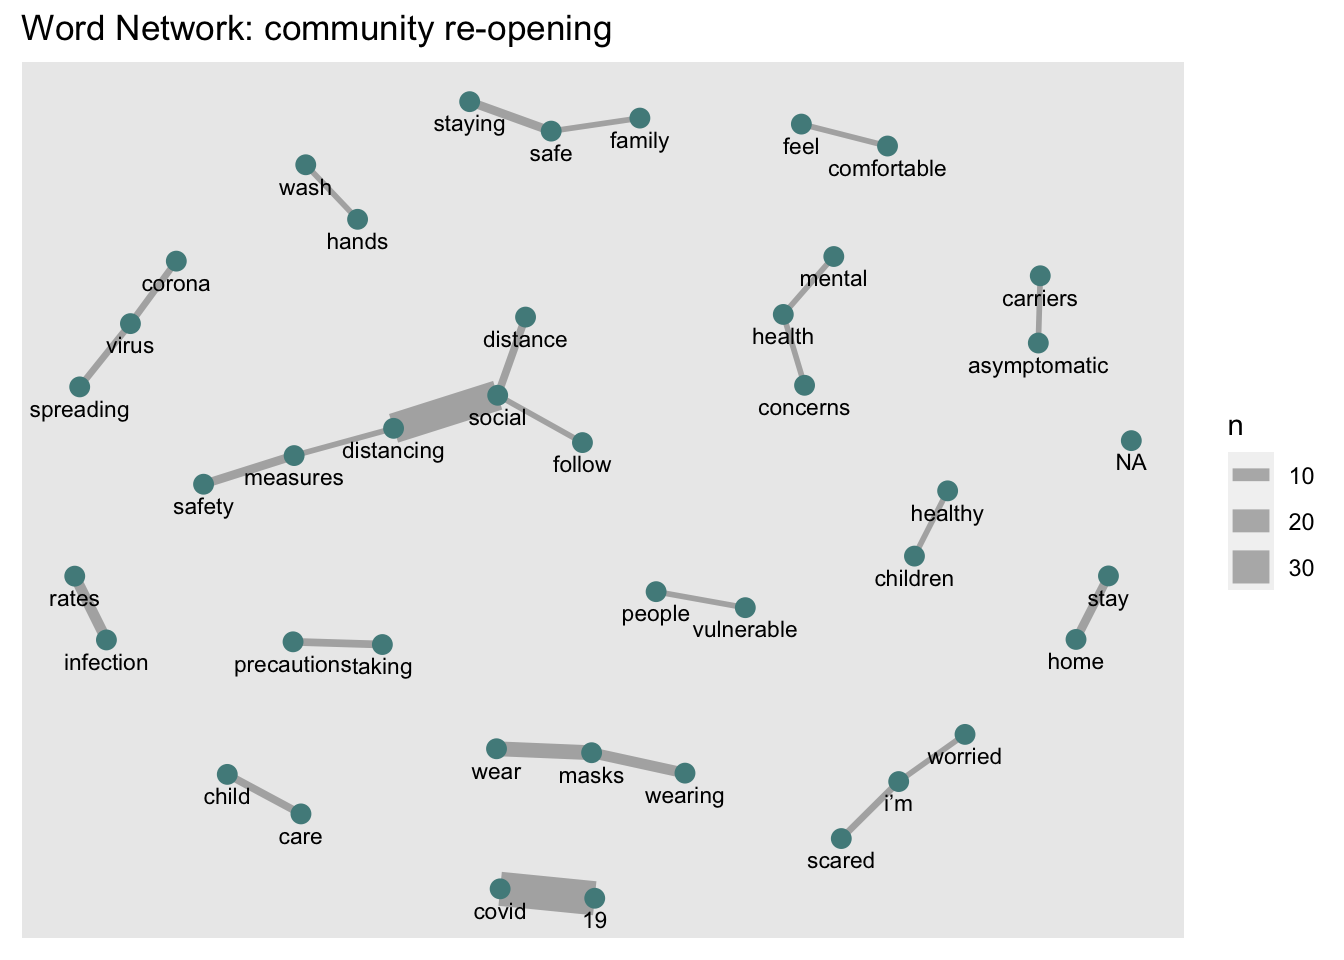 Word Network: community re-opening
staying
safe
family
feel
comfortable
wash
hands
corona
virus
spreading
mental
health
concerns
carriers
asymptomatic
distance
social
distancing
follow
measures
safety
NA
healthy
children
rates
infection
precautions
taking
people
vulnerable
stay
home
child
care
wear
masks
wearing
worried
i'm
scared
covid
19
n
10
20
30